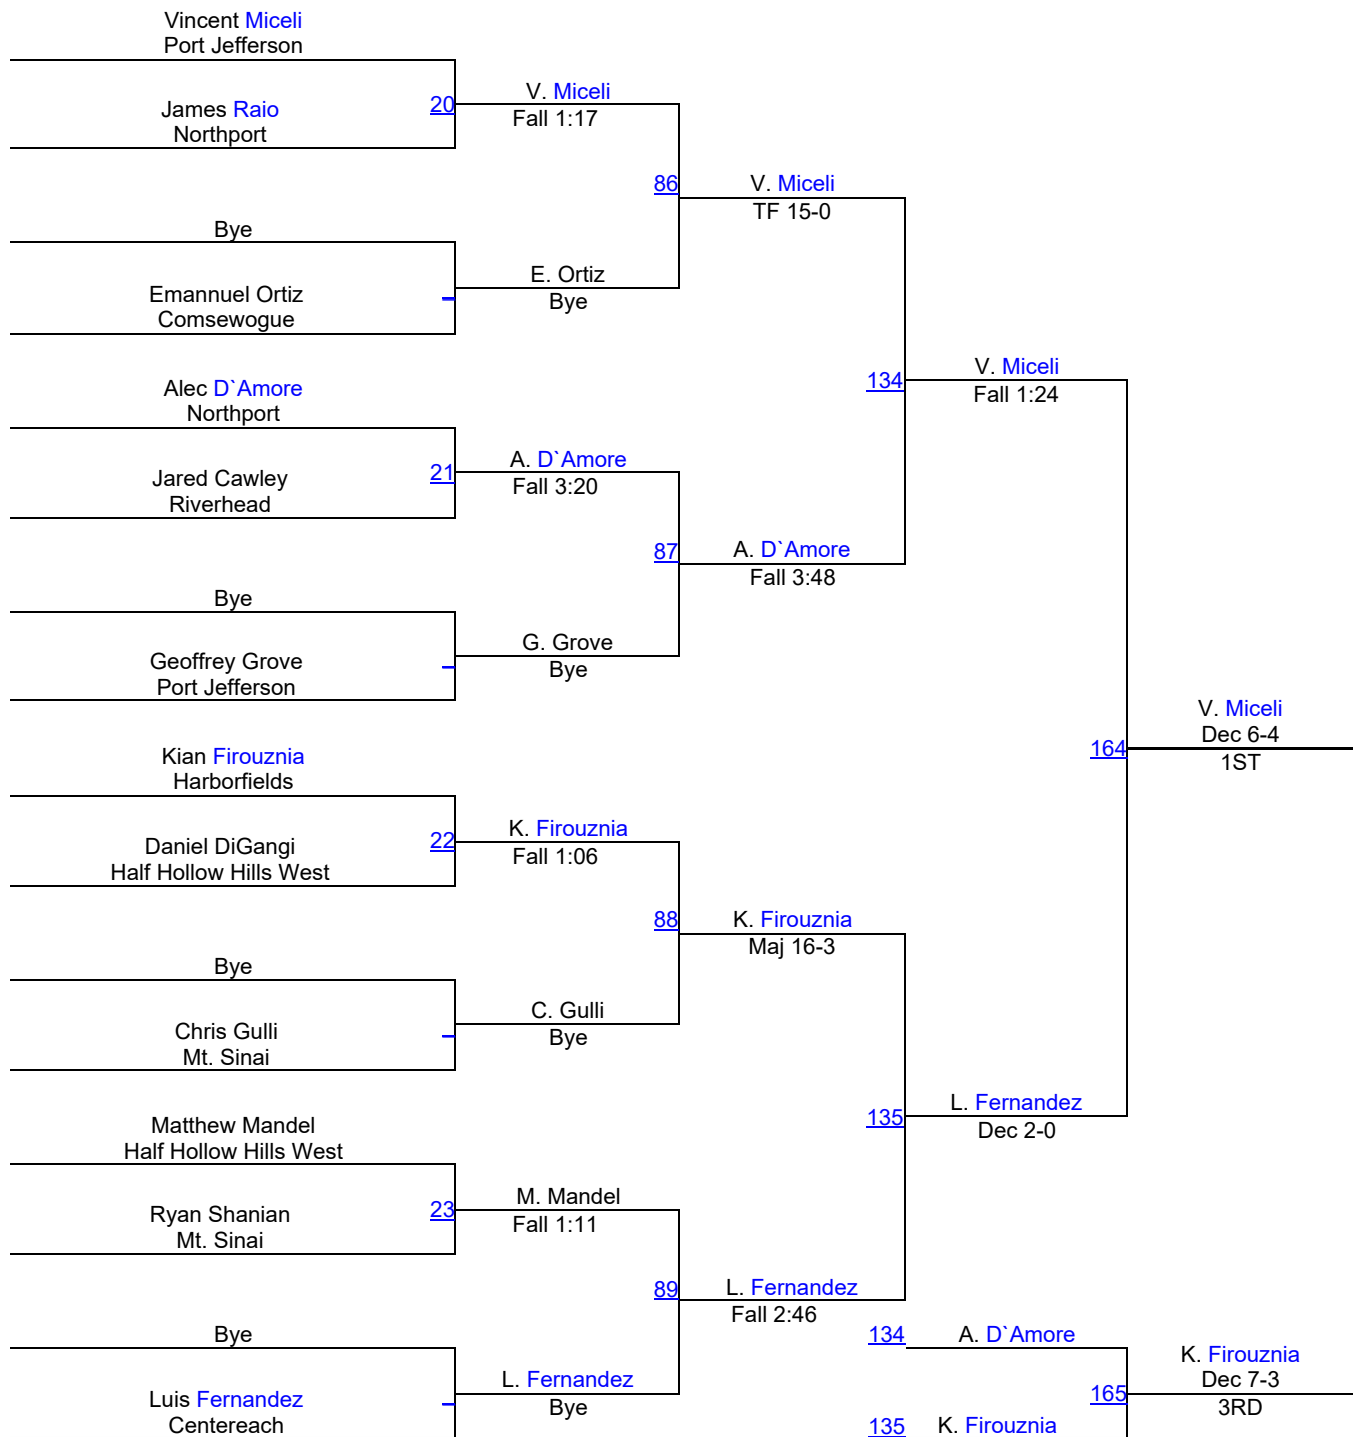 Vincent Miceli
Port Jefferson
James Raio
Northport
20
V. Miceli
Fall 1:17
86
V. Miceli
TF 15-0
Bye
Emannuel Ortiz
Comsewogue
E. Ortiz
Bye
134
V. Miceli
Fall 1:24
Alec D`Amore
Northport
Jared Cawley
Riverhead
21
A. D`Amore
Fall 3:20
87
A. D`Amore
Fall 3:48
Bye
Geoffrey Grove
Port Jefferson
G. Grove
Bye
164
V. Miceli
Dec 6-4
1ST
Kian Firouznia
Harborfields
Daniel DiGangi
Half Hollow Hills West
22
K. Firouznia
Fall 1:06
88
K. Firouznia
Maj 16-3
Bye
Chris Gulli
Mt. Sinai
C. Gulli
Bye
135
L. Fernandez
Dec 2-0
Matthew Mandel
Half Hollow Hills West
Ryan Shanian
Mt. Sinai
23
M. Mandel
Fall 1:11
89
L. Fernandez
Fall 2:46
Bye
Luis Fernandez
Centereach
L. Fernandez
Bye
134
A. D`Amore
165
K. Firouznia
Dec 7-3
3RD
135
K. Firouznia